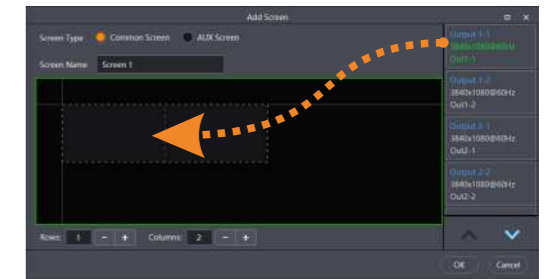 Add Screen
Screen Type Common Screen AUX Screen
Screen Name Screen 1
Output 1-1
3840x1080@60Hz
Out1-1
Output 1-2
3840x1080@60Hz
Out1-2
Output 2-1
3840x1080@60Hz
Out2-1
Output 2-2
3840x1080@60Hz
Out2-2
Rows: 1 - + Columns: 2 - +
OK Cancel